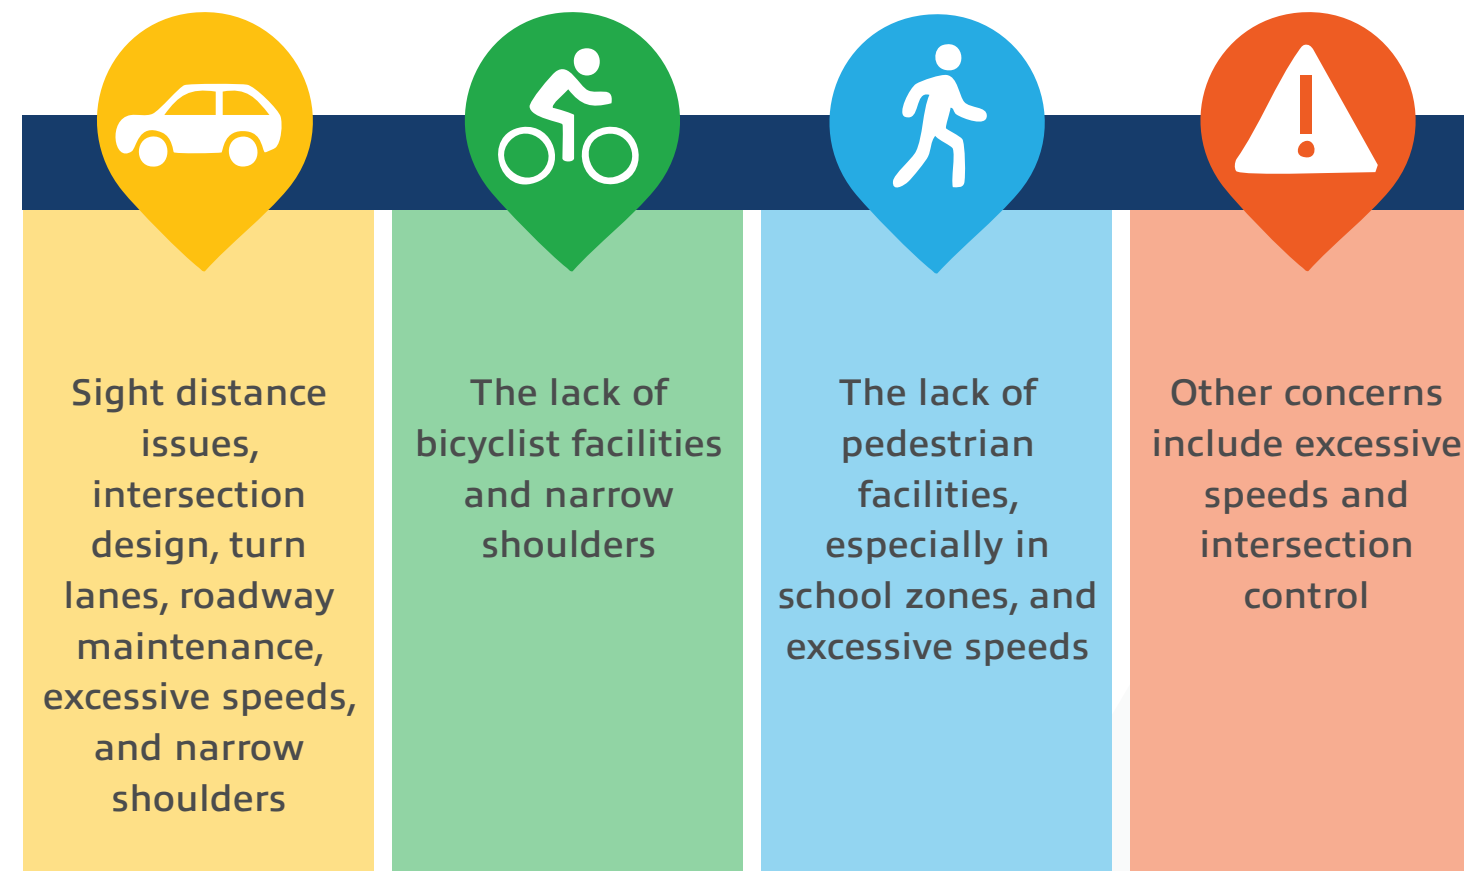 Sight distance
issues,
intersection
design, turn
lanes, roadway
maintenance,
excessive speeds,
and narrow
shoulders
The lack of
bicyclist facilities
and narrow
shoulders
The lack of
pedestrian
facilities,
especially in
school zones, and
excessive speeds
Other concerns
include excessive
speeds and
intersection
control